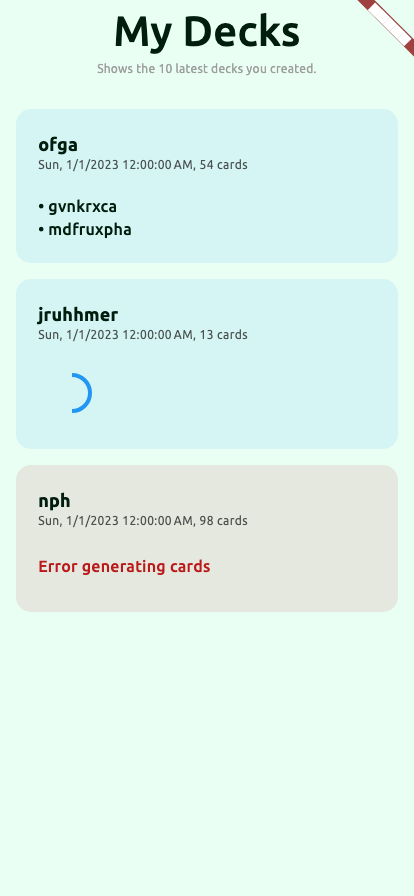 My Decks
Shows the 10 latest decks you created.
ofga
Sun, 1/1/2023 12:00:00 AM, 54 cards
• gvnkrxca
• mdfruxpha
jruhhmer
Sun, 1/1/2023 12:00:00 AM, 13 cards
nph
Sun, 1/1/2023 12:00:00 AM, 98 cards
Error generating cards